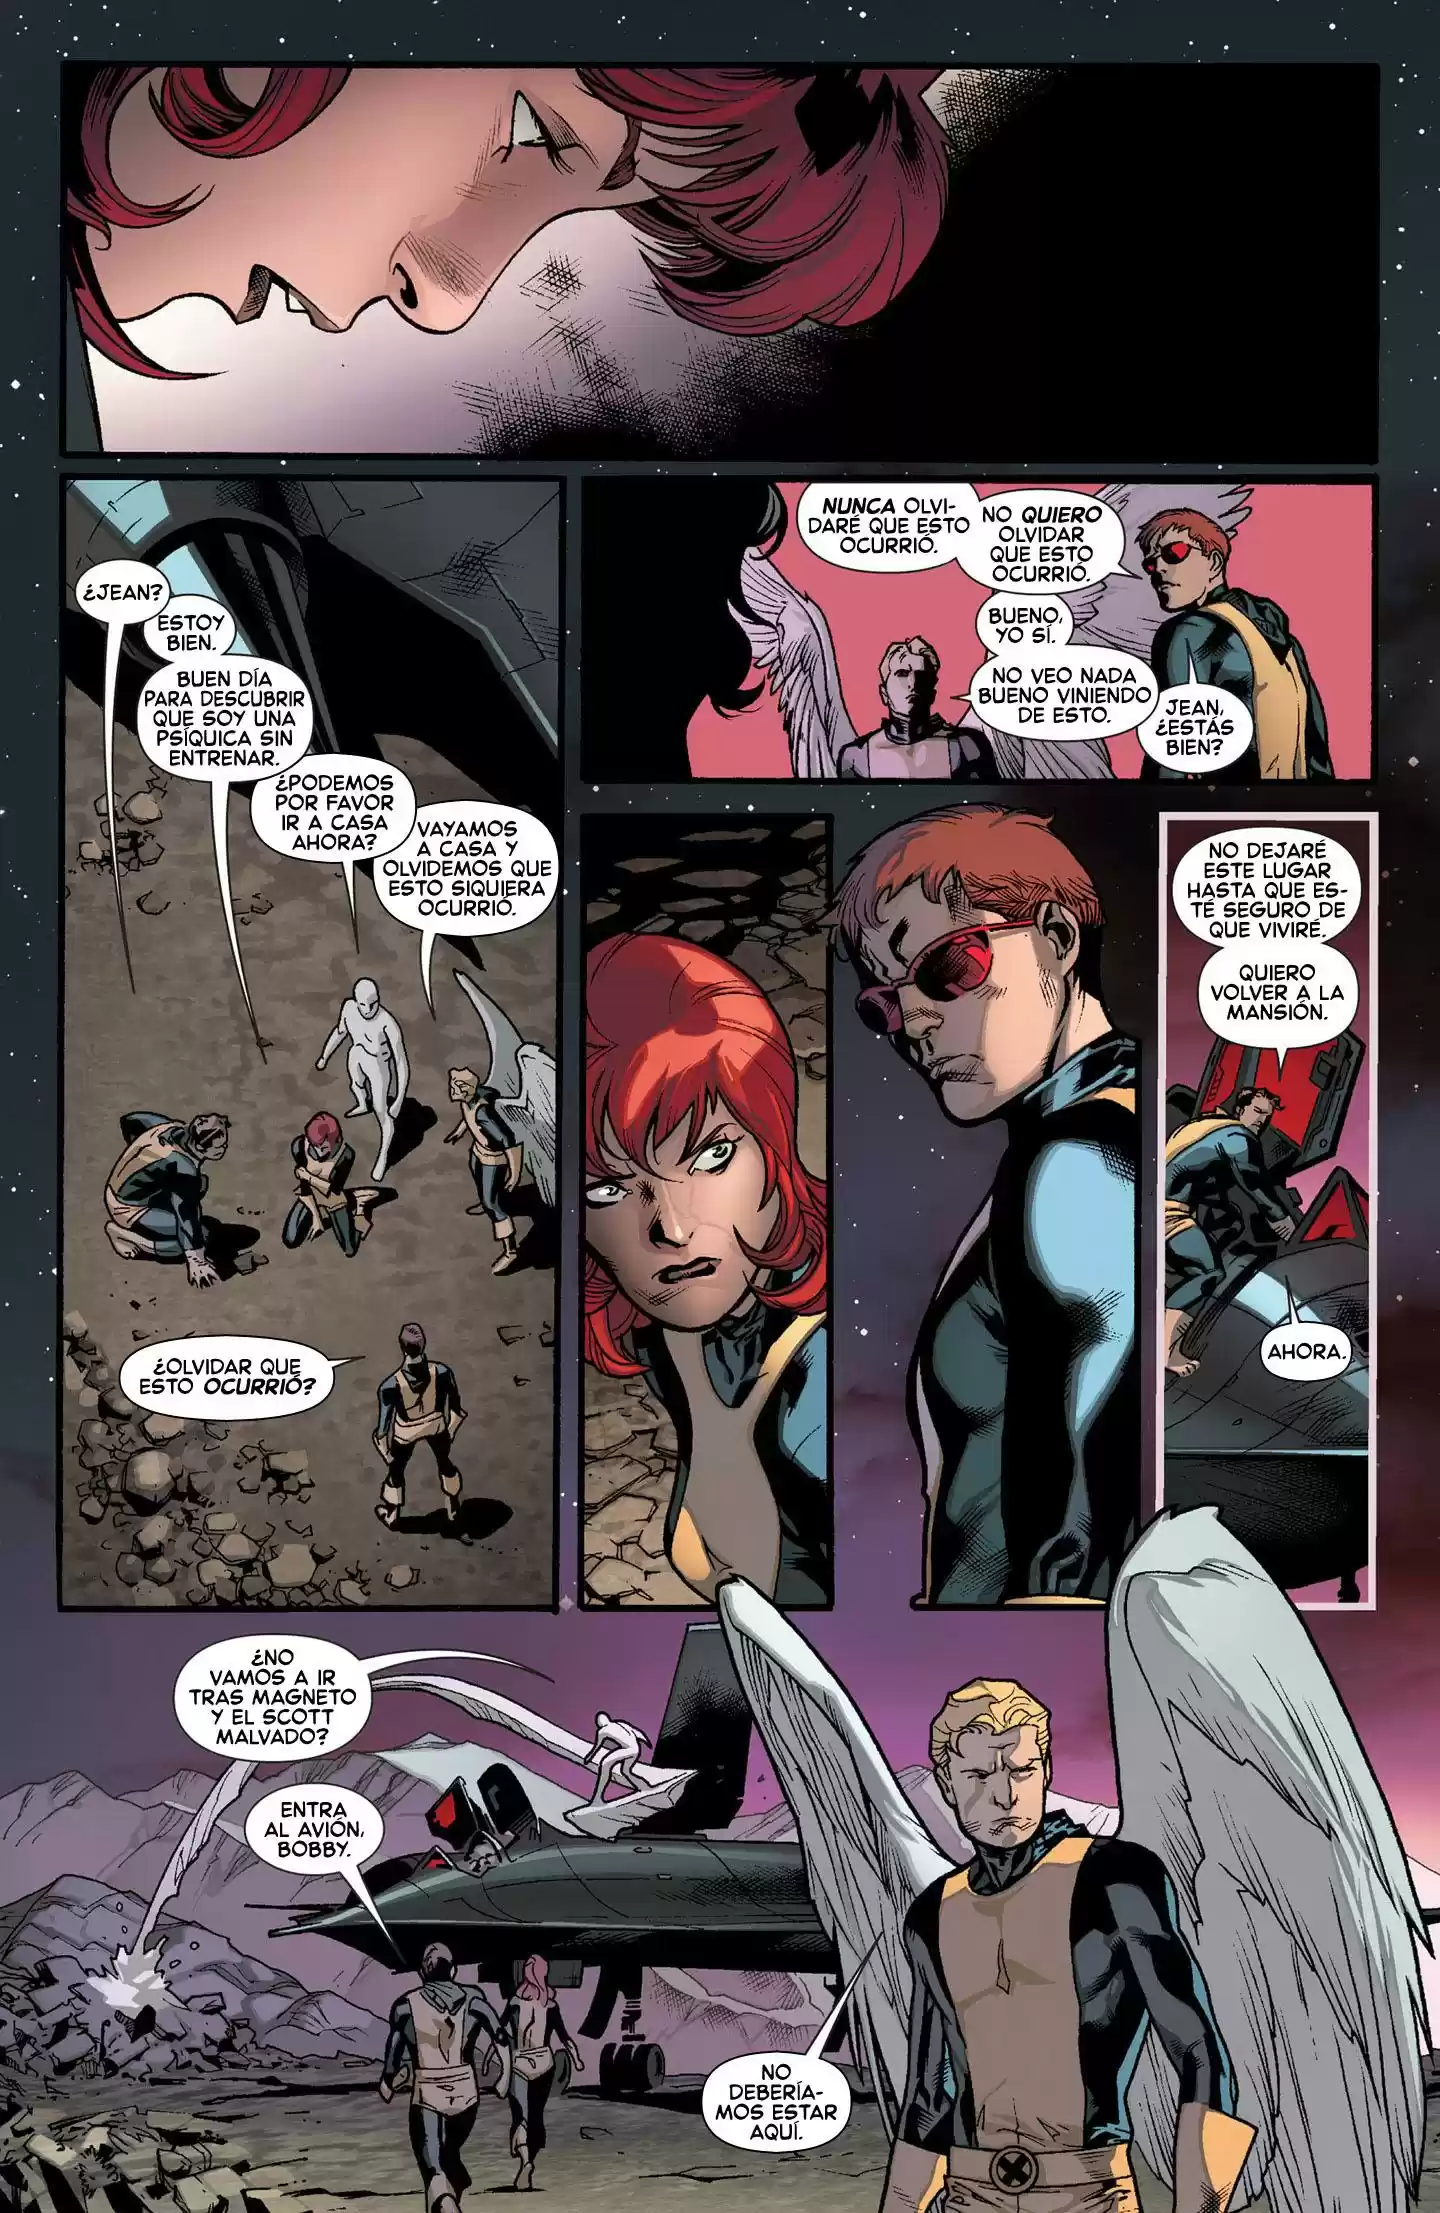 ¿JEAN?
ESTOY
BIEN.
BUEN DÍA
PARA DESCUBRIR
QUE SOY UNA
PSÍQUICA SIN
ENTRENAR.
¿PODEMOS
POR FAVOR
IR A CASA
AHORA?
VAYAMOS
A CASA Y
OLVIDEMOS QUE
ESTO SIQUIERA
OCURRIÓ.
¿OLVIDAR QUE
ESTO OCURRIÓ?
NUNCA OLVI-
DARÉ QUE ESTO
OCURRIÓ.
NO QUIERO
OLVIDAR
QUE ESTO
OCURRIÓ.
BUENO,
YO SÍ.
NO VEO NADA
BUENO VINIENDO
DE ESTO.
JEAN,
¿ESTÁS
BIEN?
NO DEJARÉ
ESTE LUGAR
HASTA QUE ES-
TÉ SEGURO DE
QUE VIVIRÉ.
QUIERO
VOLVER A LA
MANSIÓN.
AHORA.
¿NO
VAMOS A IR
TRAS MAGNETO
Y EL SCOTT
MALVADO?
ENTRA
AL AVIÓN,
BOBBY.
NO
DEBERÍA-
MOS ESTAR
AQUÍ.